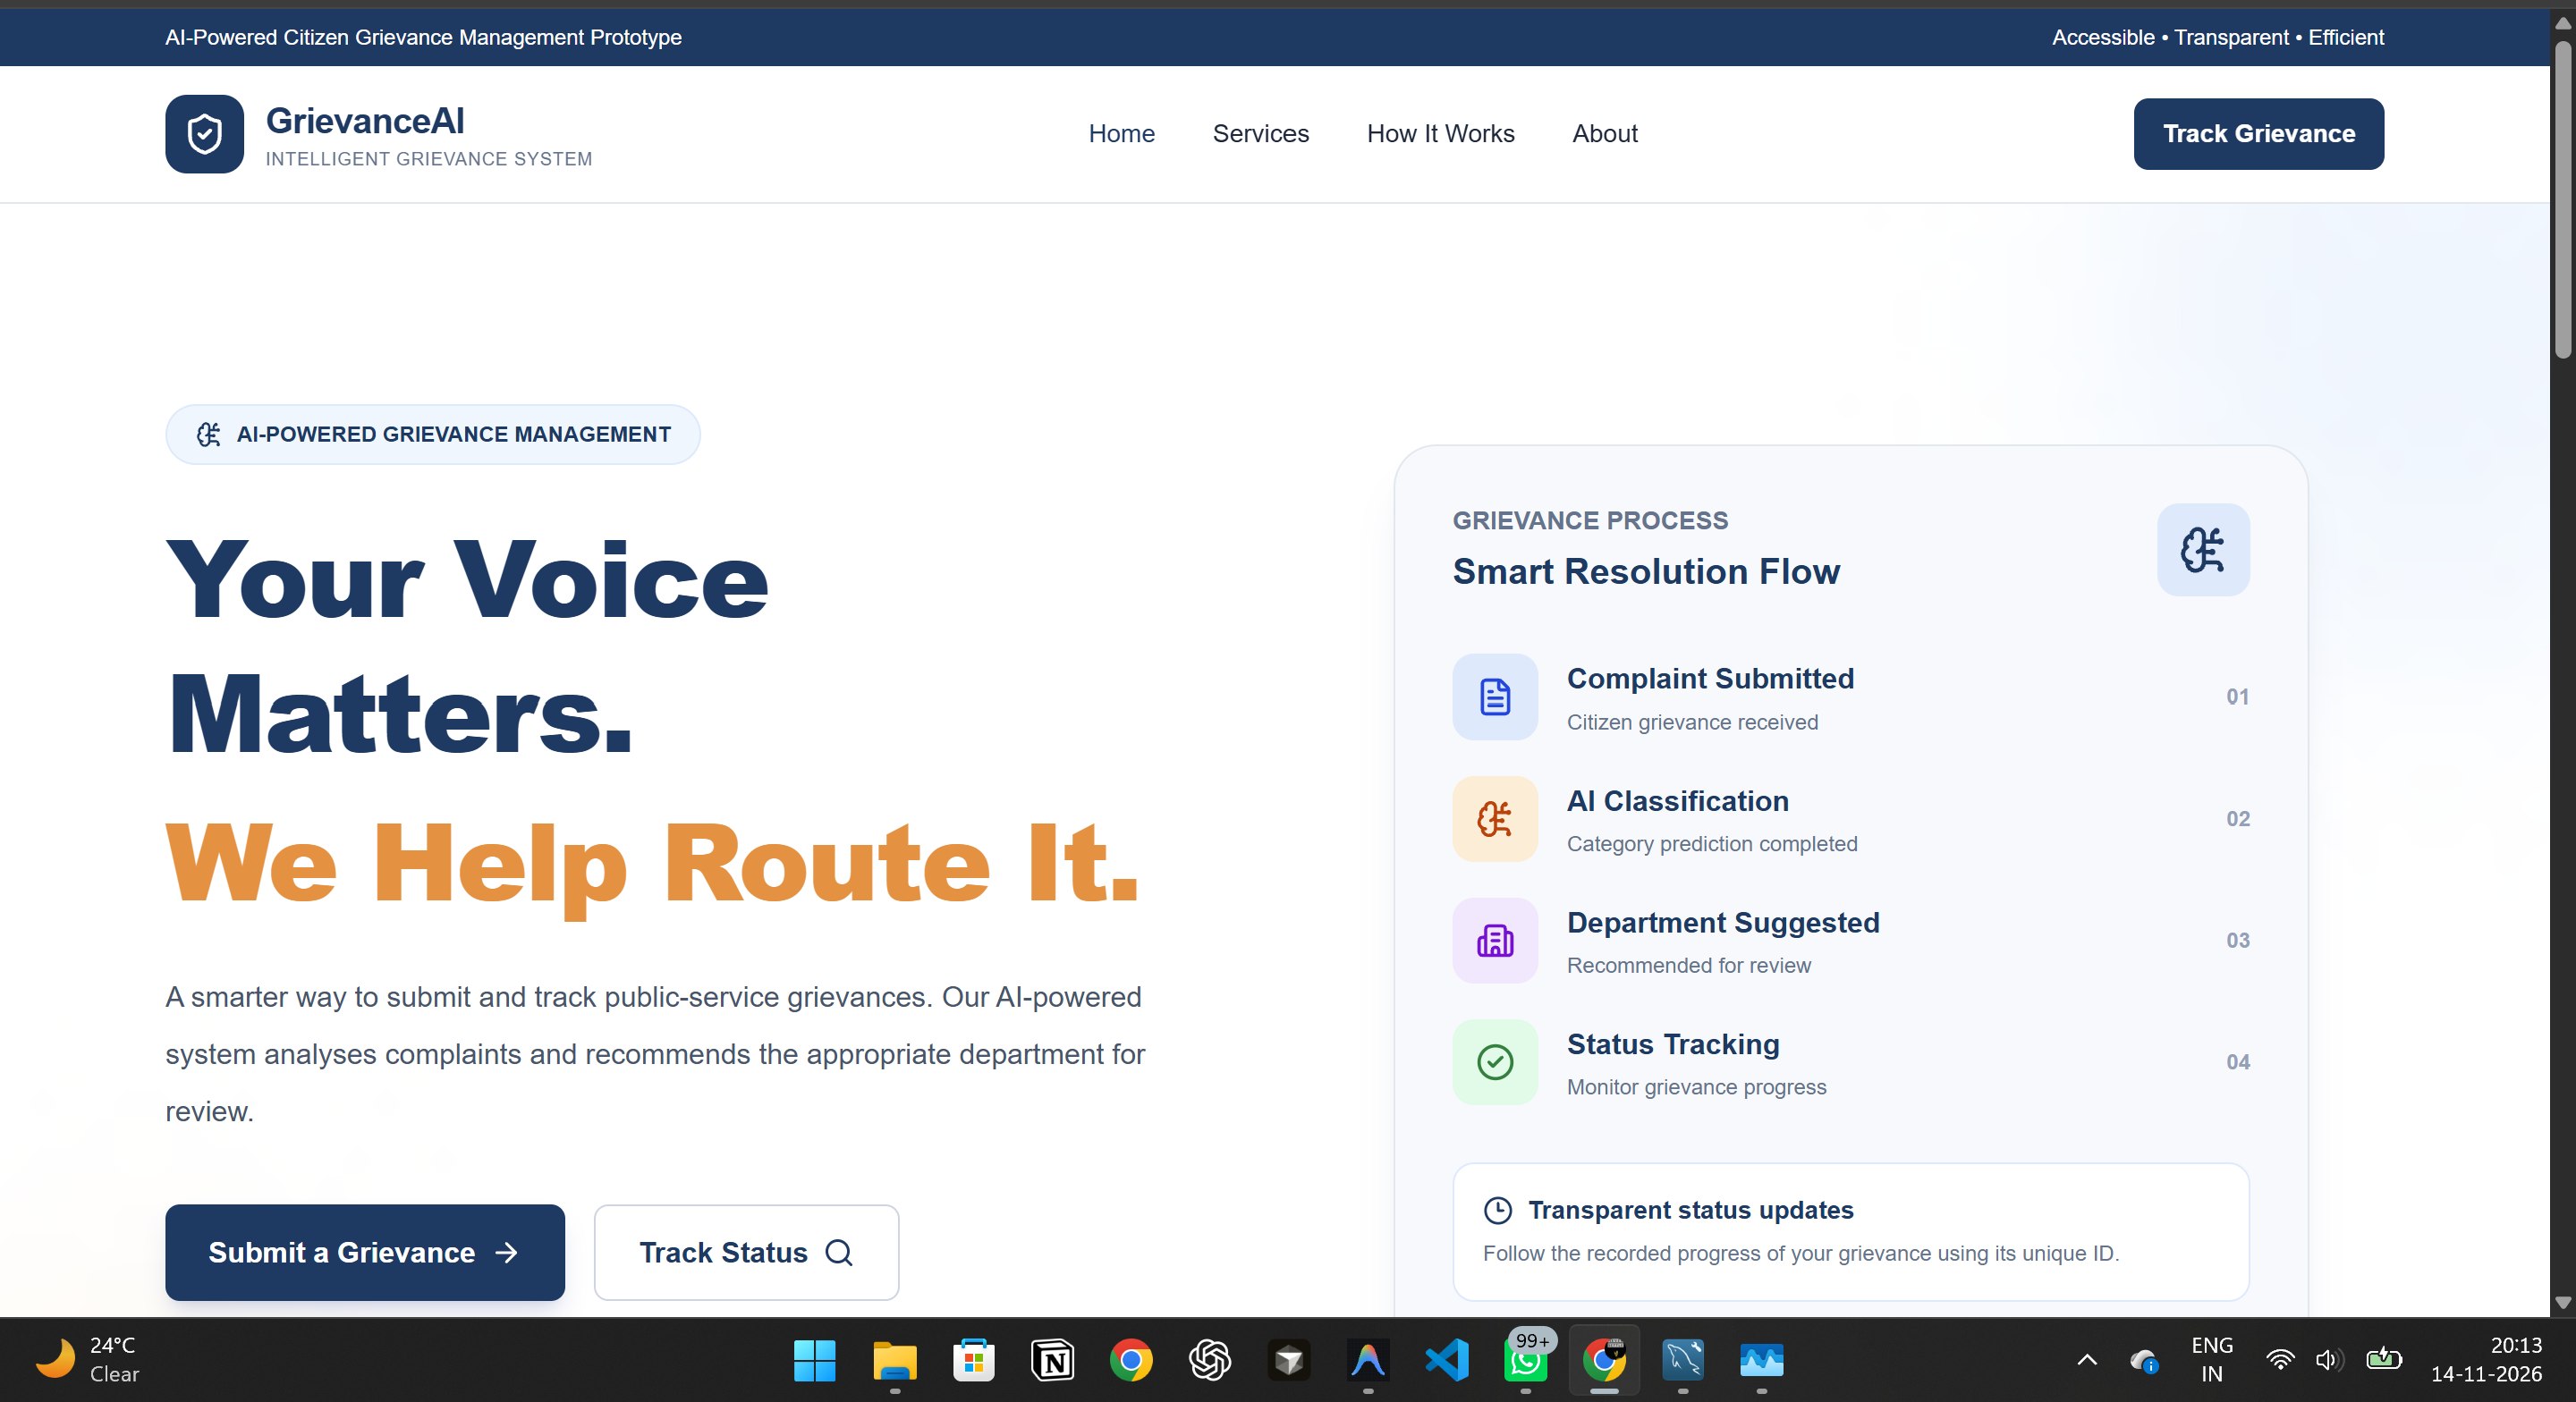 AI-Powered Citizen Grievance Management Prototype
Accessible • Transparent • Efficient
GrievanceAI
INTELLIGENT GRIEVANCE SYSTEM
Home
Services
How It Works
About
Track Grievance
AI-POWERED GRIEVANCE MANAGEMENT
Your Voice
Matters.
We Help Route It.
A smarter way to submit and track public-service grievances. Our AI-powered
system analyses complaints and recommends the appropriate department for
review.
Submit a Grievance
Track Status
GRIEVANCE PROCESS
Smart Resolution Flow
Complaint Submitted
Citizen grievance received
01
AI Classification
Category prediction completed
02
Department Suggested
Recommended for review
03
Status Tracking
Monitor grievance progress
04
Transparent status updates
Follow the recorded progress of your grievance using its unique ID.
24°C
Clear
99+
ENG
IN
20:13
14-11-2026